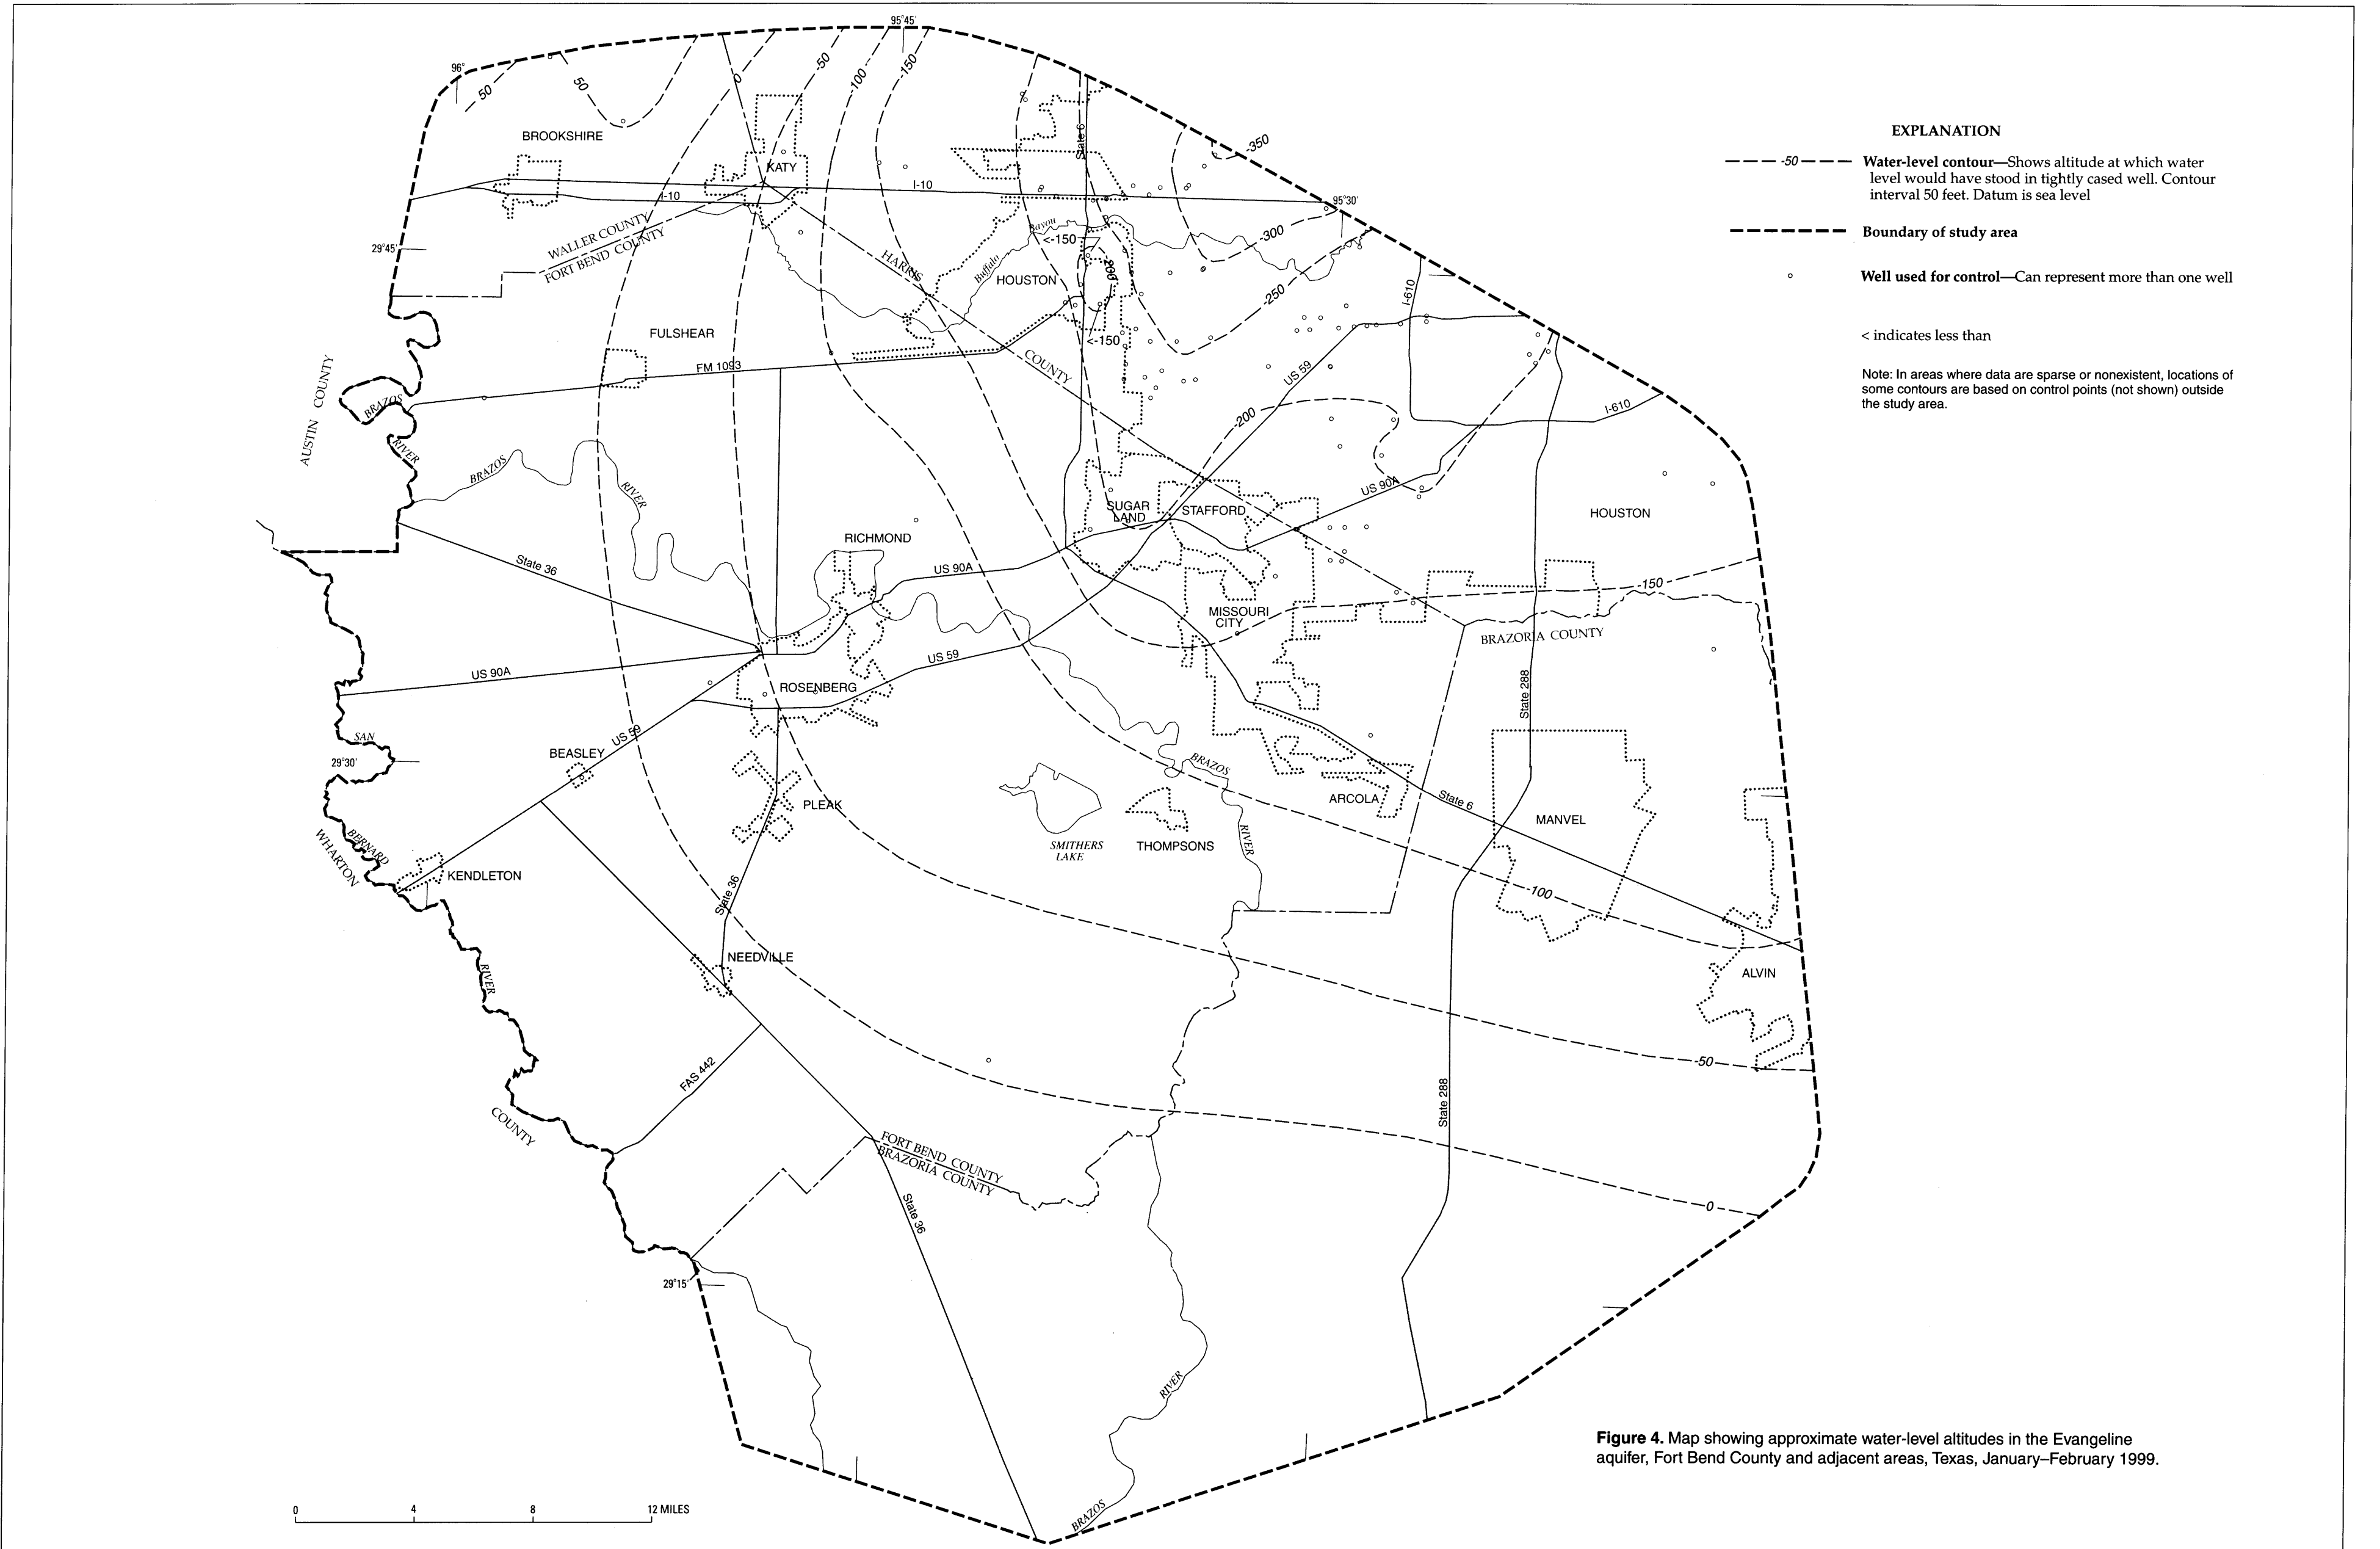 95°45'
96°
-50
0
-100
-150
50
50
-350
BROOKSHIRE
State 6
KATY
I-10
I-10
95°30'
WALLER COUNTY
FORT BEND COUNTY
29°45'
HARRIS
COUNTY
Buffalo
Bayou
<-150
-300
200
HOUSTON
-250
I-610
FULSHEAR
<-150
FM 1093
US 59
AUSTIN COUNTY
BRAZOS
RIVER
-200
I-610
BRAZOS
RIVER
US 90A
SUGAR
LAND
STAFFORD
HOUSTON
RICHMOND
State 36
US 90A
-150
MISSOURI
CITY
BRAZORIA COUNTY
US 59
US 90A
ROSENBERG
State 288
SAN
BERNARD
RIVER
29°30'
BEASLEY
US 59
BRAZOS
RIVER
PLEAK
ARCOLA
State 6
MANVEL
SMITHERS
LAKE
THOMPSONS
WHARTON
COUNTY
KENDLETON
State 36
-100
NEEDVILLE
ALVIN
-50
FAS 442
State 288
FORT BEND COUNTY
BRAZORIA COUNTY
State 36
0
29°15'
RIVER
BRAZOS
0 4 8 12 MILES
EXPLANATION
-50
Water-level contour—Shows altitude at which water
level would have stood in tightly cased well. Contour
interval 50 feet. Datum is sea level
Boundary of study area
Well used for control—Can represent more than one well
< indicates less than
Note: In areas where data are sparse or nonexistent, locations of
some contours are based on control points (not shown) outside
the study area.
Figure 4. Map showing approximate water-level altitudes in the Evangeline
aquifer, Fort Bend County and adjacent areas, Texas, January–February 1999.